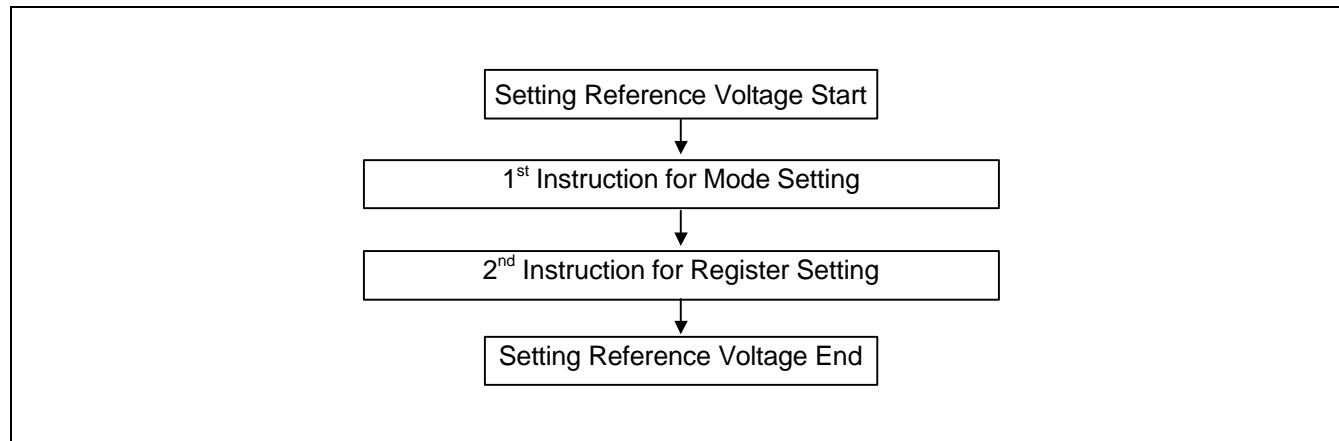 Setting Reference Voltage Start
1st Instruction for Mode Setting
2nd Instruction for Register Setting
Setting Reference Voltage End